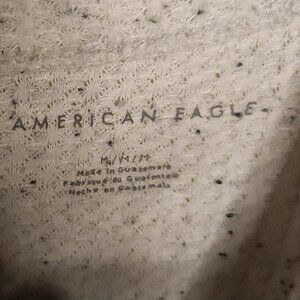 AMERICAN EAGLE
M/M/M
Made in Guatemala
Fabriqué au Guatemala
Hecho en Guatemala